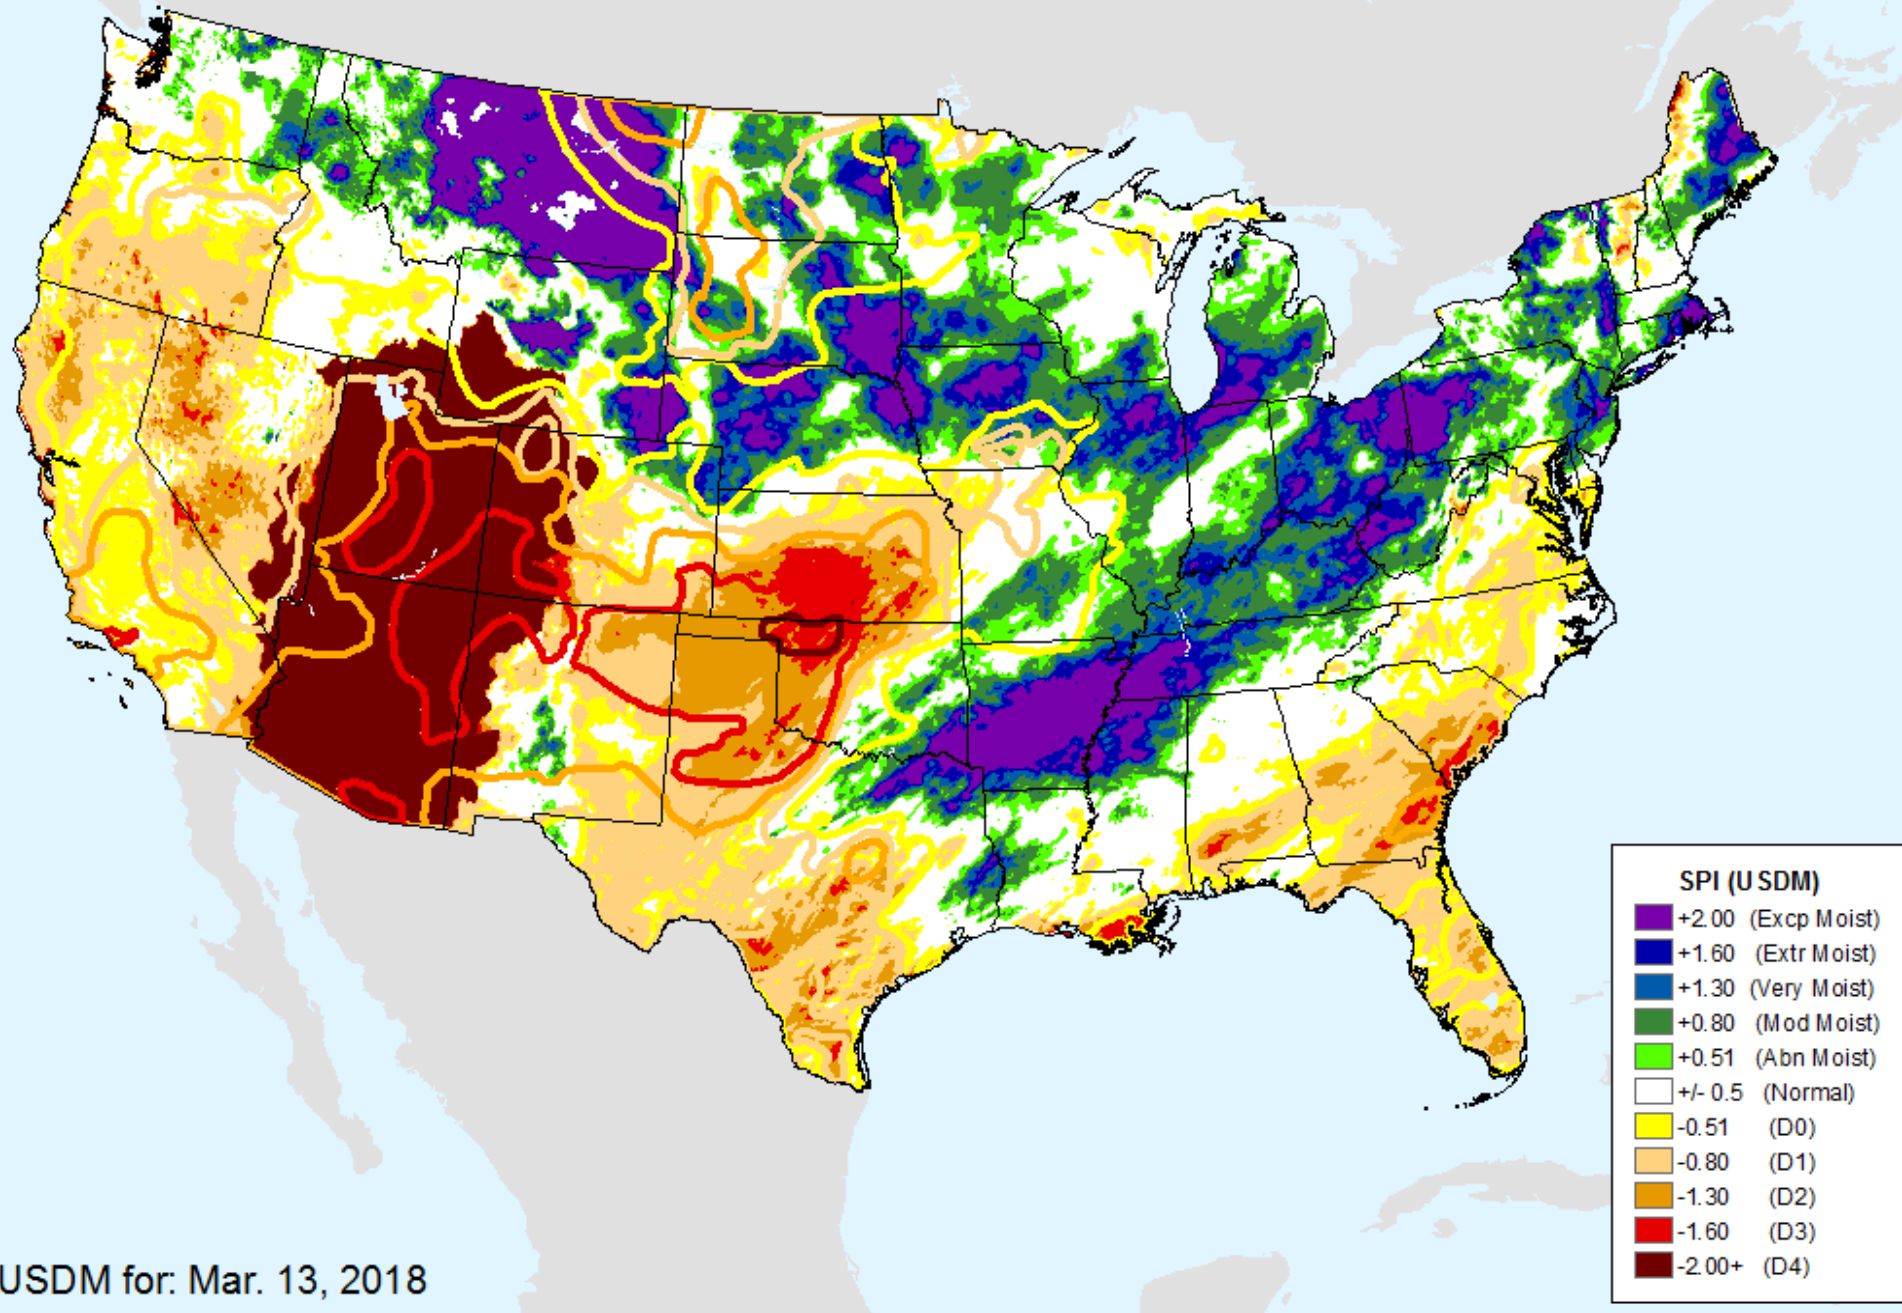 SPI (USDM)
+2.00 (Excp Moist)
+1.60 (Extr Moist)
+1.30 (Very Moist)
+0.80 (Mod Moist)
+0.51 (Abn Moist)
+/- 0.5 (Normal)
-0.51 (D0)
-0.80 (D1)
-1.30 (D2)
-1.60 (D3)
-2.00+ (D4)
USDM for: Mar. 13, 2018